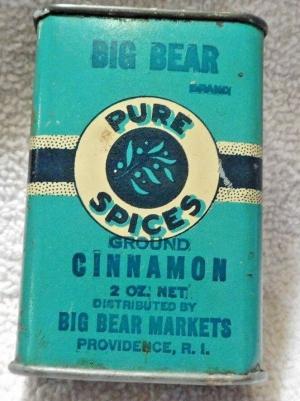 BIG BEAR
BRAND
PURE
SPICES
GROUND
CINNAMON
2 OZ. NET
DISTRIBUTED BY
BIG BEAR MARKETS
PROVIDENCE, R. I.